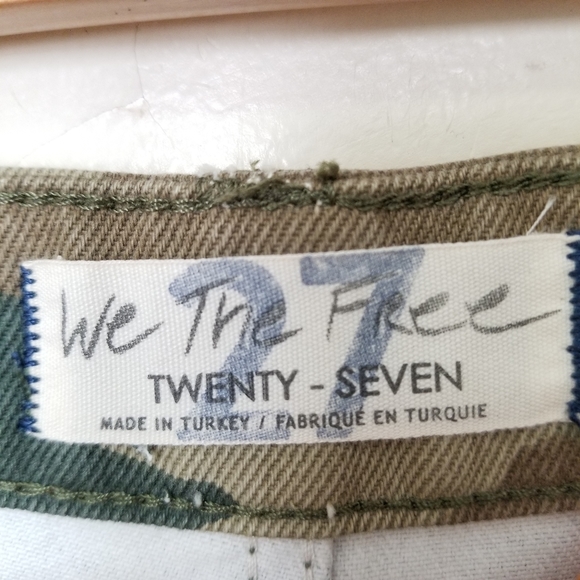 27
We The Free
TWENTY - SEVEN
MADE IN TURKEY / FABRIQUÉ EN TURQUIE